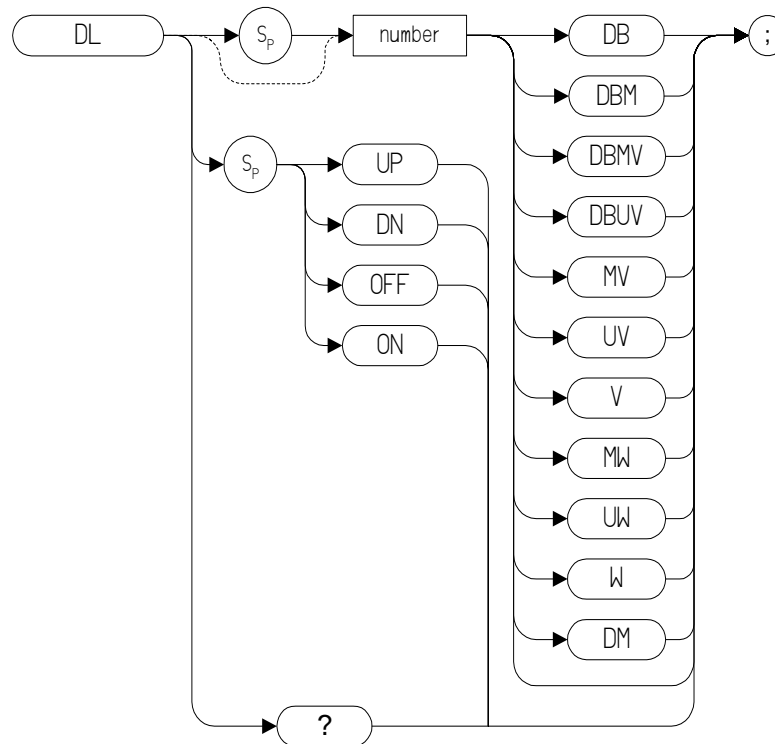 DL SP number DB ;
DBM
SP UP DBMV
DN DBUV
OFF MV
ON UV
V
MW
UW
W
DM
?